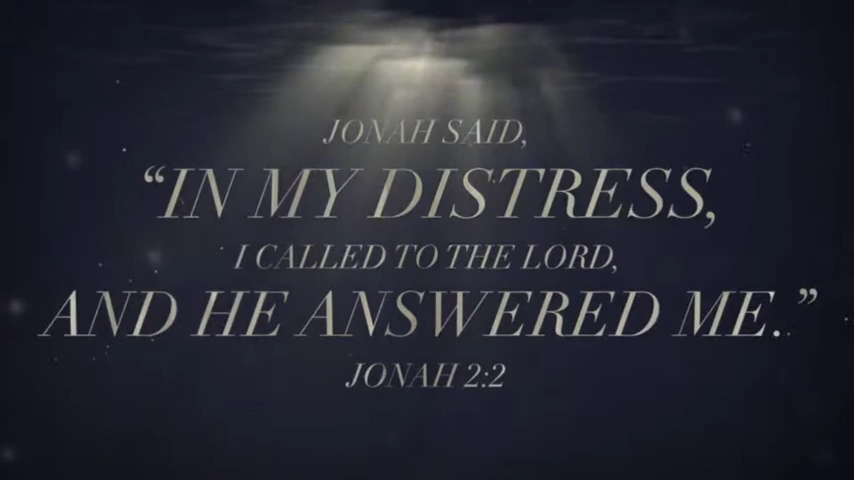 JONAH SAID,
“IN MY DISTRESS,
I CALLED TO THE LORD,
AND HE ANSWERED ME.”
JONAH 2:2